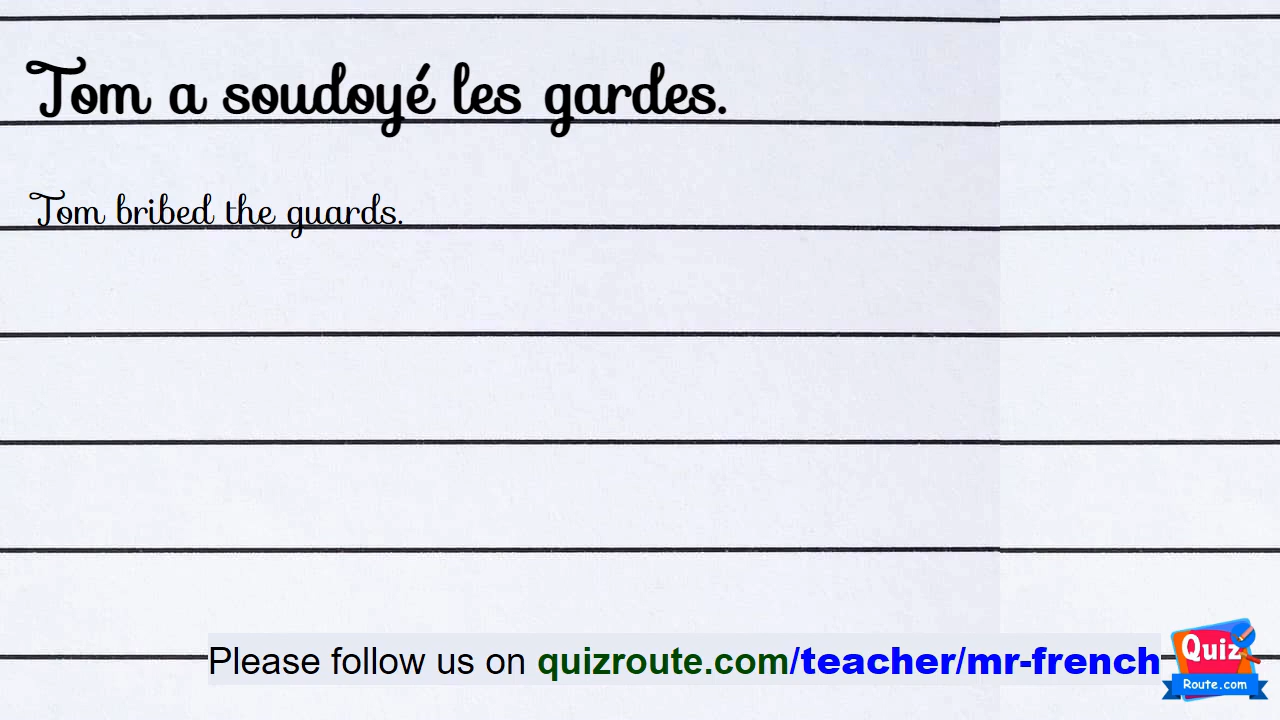 Tom a soudoyé les gardes.
Tom bribed the guards.
Please follow us on quizroute.com/teacher/mr-french
Quiz
Route.com